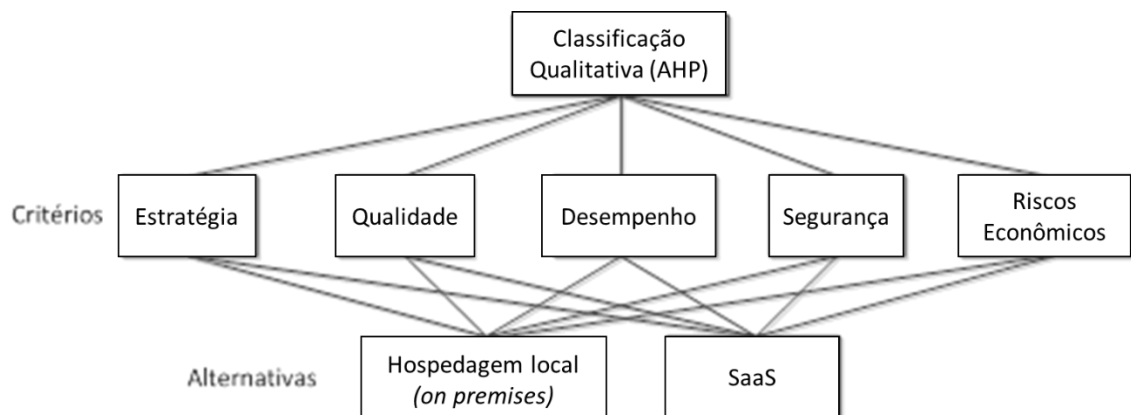 Classificação
Qualitativa (AHP)
Critérios
Estratégia
Qualidade
Desempenho
Segurança
Riscos
Econômicos
Alternativas
Hospedagem local
(on premises)
SaaS